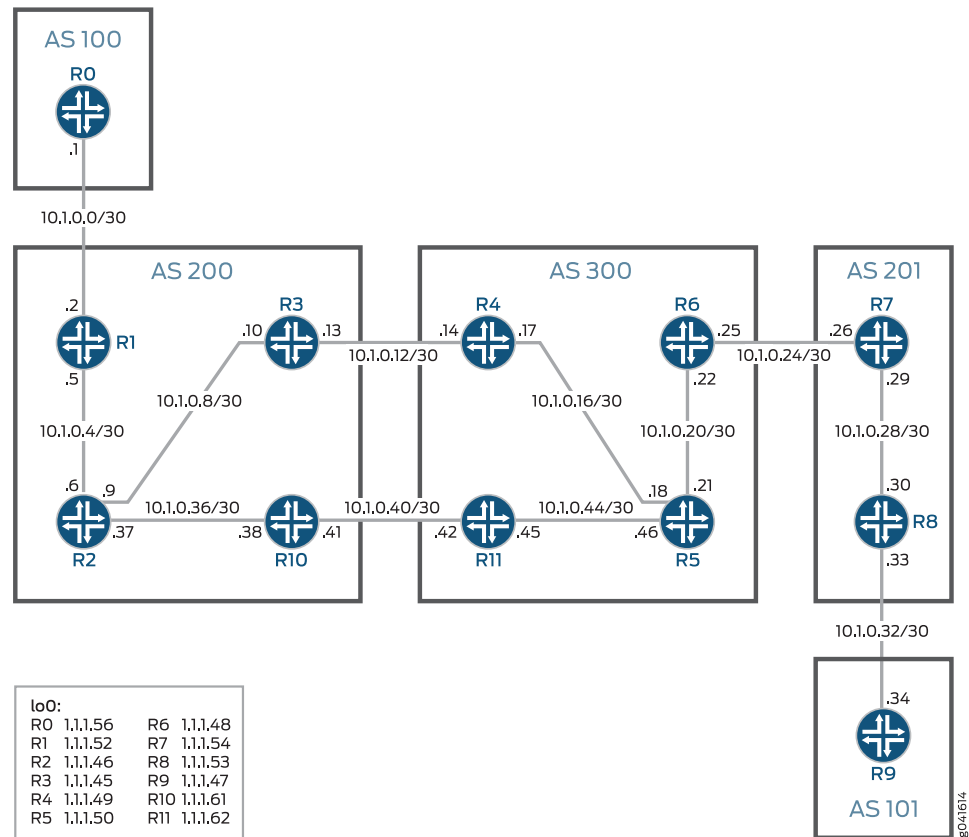 AS 100
R0
.1
10.1.0.0/30
AS 200
.2
R1
.5
10.1.0.4/30
.6
.9
R2
.37
10.1.0.8/30
R3
.10
.13
10.1.0.36/30
.38
R10
.41
10.1.0.12/30
10.1.0.40/30
AS 300
R4
.14
.17
10.1.0.16/30
.42
R11
.45
10.1.0.44/30
R6
.25
.22
10.1.0.20/30
.18
.21
.46
R5
10.1.0.24/30
AS 201
R7
.26
.29
10.1.0.28/30
.30
R8
.33
10.1.0.32/30
.34
R9
AS 101
lo0:
R0 1.1.1.56 R6 1.1.1.48
R1 1.1.1.52 R7 1.1.1.54
R2 1.1.1.46 R8 1.1.1.53
R3 1.1.1.45 R9 1.1.1.47
R4 1.1.1.49 R10 1.1.1.61
R5 1.1.1.50 R11 1.1.1.62
g041614